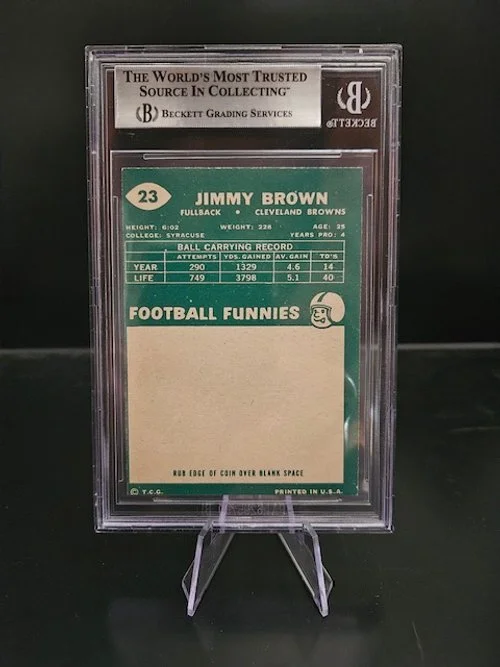 THE WORLD'S MOST TRUSTED
SOURCE IN COLLECTING™
B BECKETT GRADING SERVICES
B
BECKETT®
23
JIMMY BROWN
FULLBACK • CLEVELAND BROWNS
HEIGHT: 6:02 WEIGHT: 228 AGE: 25
COLLEGE: SYRACUSE YEARS PRO: 4
BALL CARRYING RECORD
ATTEMPTS YDS. GAINED AV. GAIN TD'S
YEAR 290 1329 4.6 14
LIFE 749 3798 5.1 40
FOOTBALL FUNNIES
RUB EDGE OF COIN OVER BLANK SPACE
© T.C.G. PRINTED IN U.S.A.